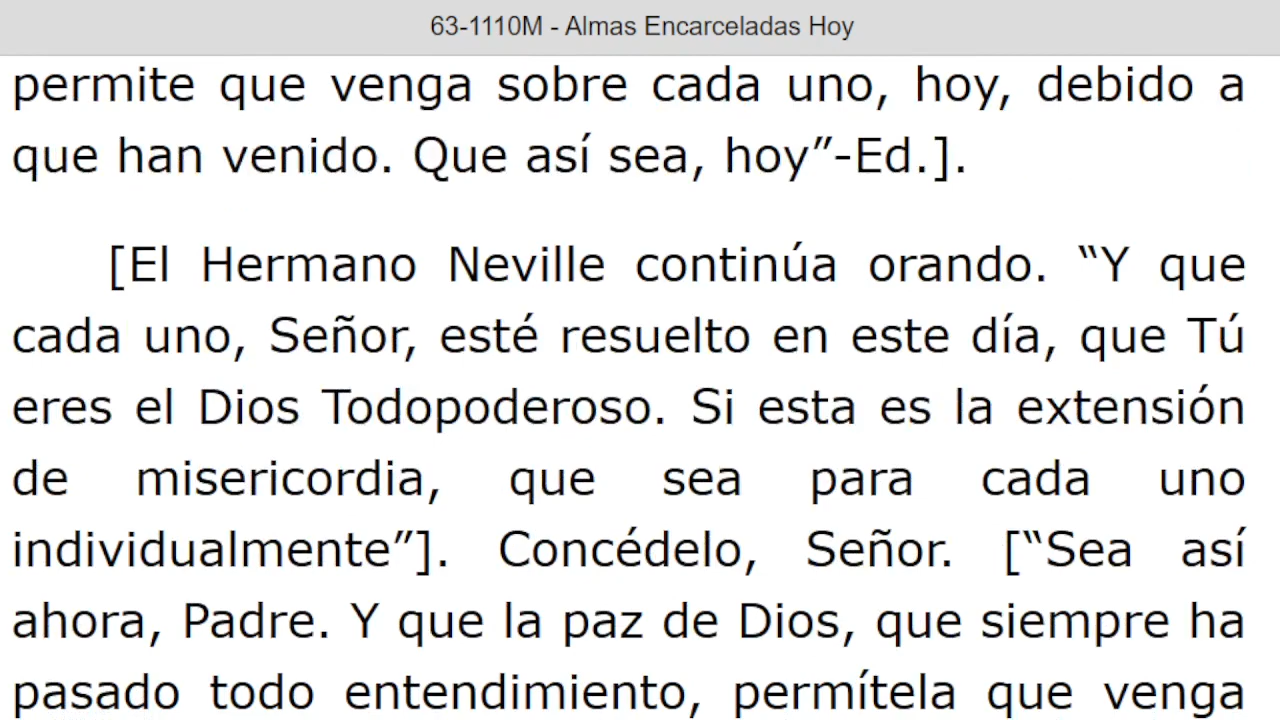 63-1110M - Almas Encarceladas Hoy
permite que venga sobre cada uno, hoy, debido a
que han venido. Que así sea, hoy”-Ed.].
[El Hermano Neville continúa orando. “Y que
cada uno, Señor, esté resuelto en este día, que Tú
eres el Dios Todopoderoso. Si esta es la extensión
de misericordia, que sea para cada uno
individualmente”]. Concédelo, Señor. [“Sea así
ahora, Padre. Y que la paz de Dios, que siempre ha
pasado todo entendimiento, permítela que venga